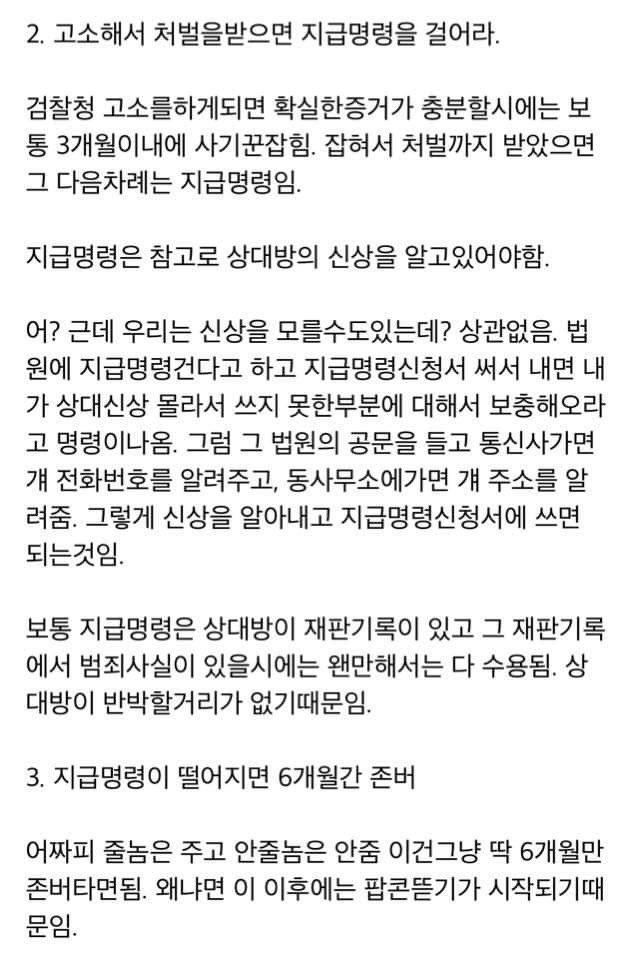 2. 고소해서 처벌을받으면 지급명령을 걸어라.
검찰청 고소를하게되면 확실한증거가 충분할시에는 보
통 3개월이내에 사기꾼잡힘. 잡혀서 처벌까지 받았으면
그 다음차례는 지급명령임.
지급명령은 참고로 상대방의 신상을 알고있어야함.
어? 근데 우리는 신상을 모를수도있는데? 상관없음. 법
원에 지급명령건다고 하고 지급명령신청서 써서 내면 내
가 상대신상 몰라서 쓰지 못한부분에 대해서 보충해오라
고 명령이나옴. 그럼 그 법원의 공문을 들고 통신사가면
걔 전화번호를 알려주고, 동사무소에가면 걔 주소를 알
려줌. 그렇게 신상을 알아내고 지급명령신청서에 쓰면
되는것임.
보통 지급명령은 상대방이 재판기록이 있고 그 재판기록
에서 범죄사실이 있을시에는 왠만해서는 다 수용됨. 상
대방이 반박할거리가 없기때문임.
3. 지급명령이 떨어지면 6개월간 존버
어짜피 줄놈은 주고 안줄놈은 안줌 이건그냥 딱 6개월만
존버타면됨. 왜냐면 이 이후에는 팝콘뜯기가 시작되기때
문임.